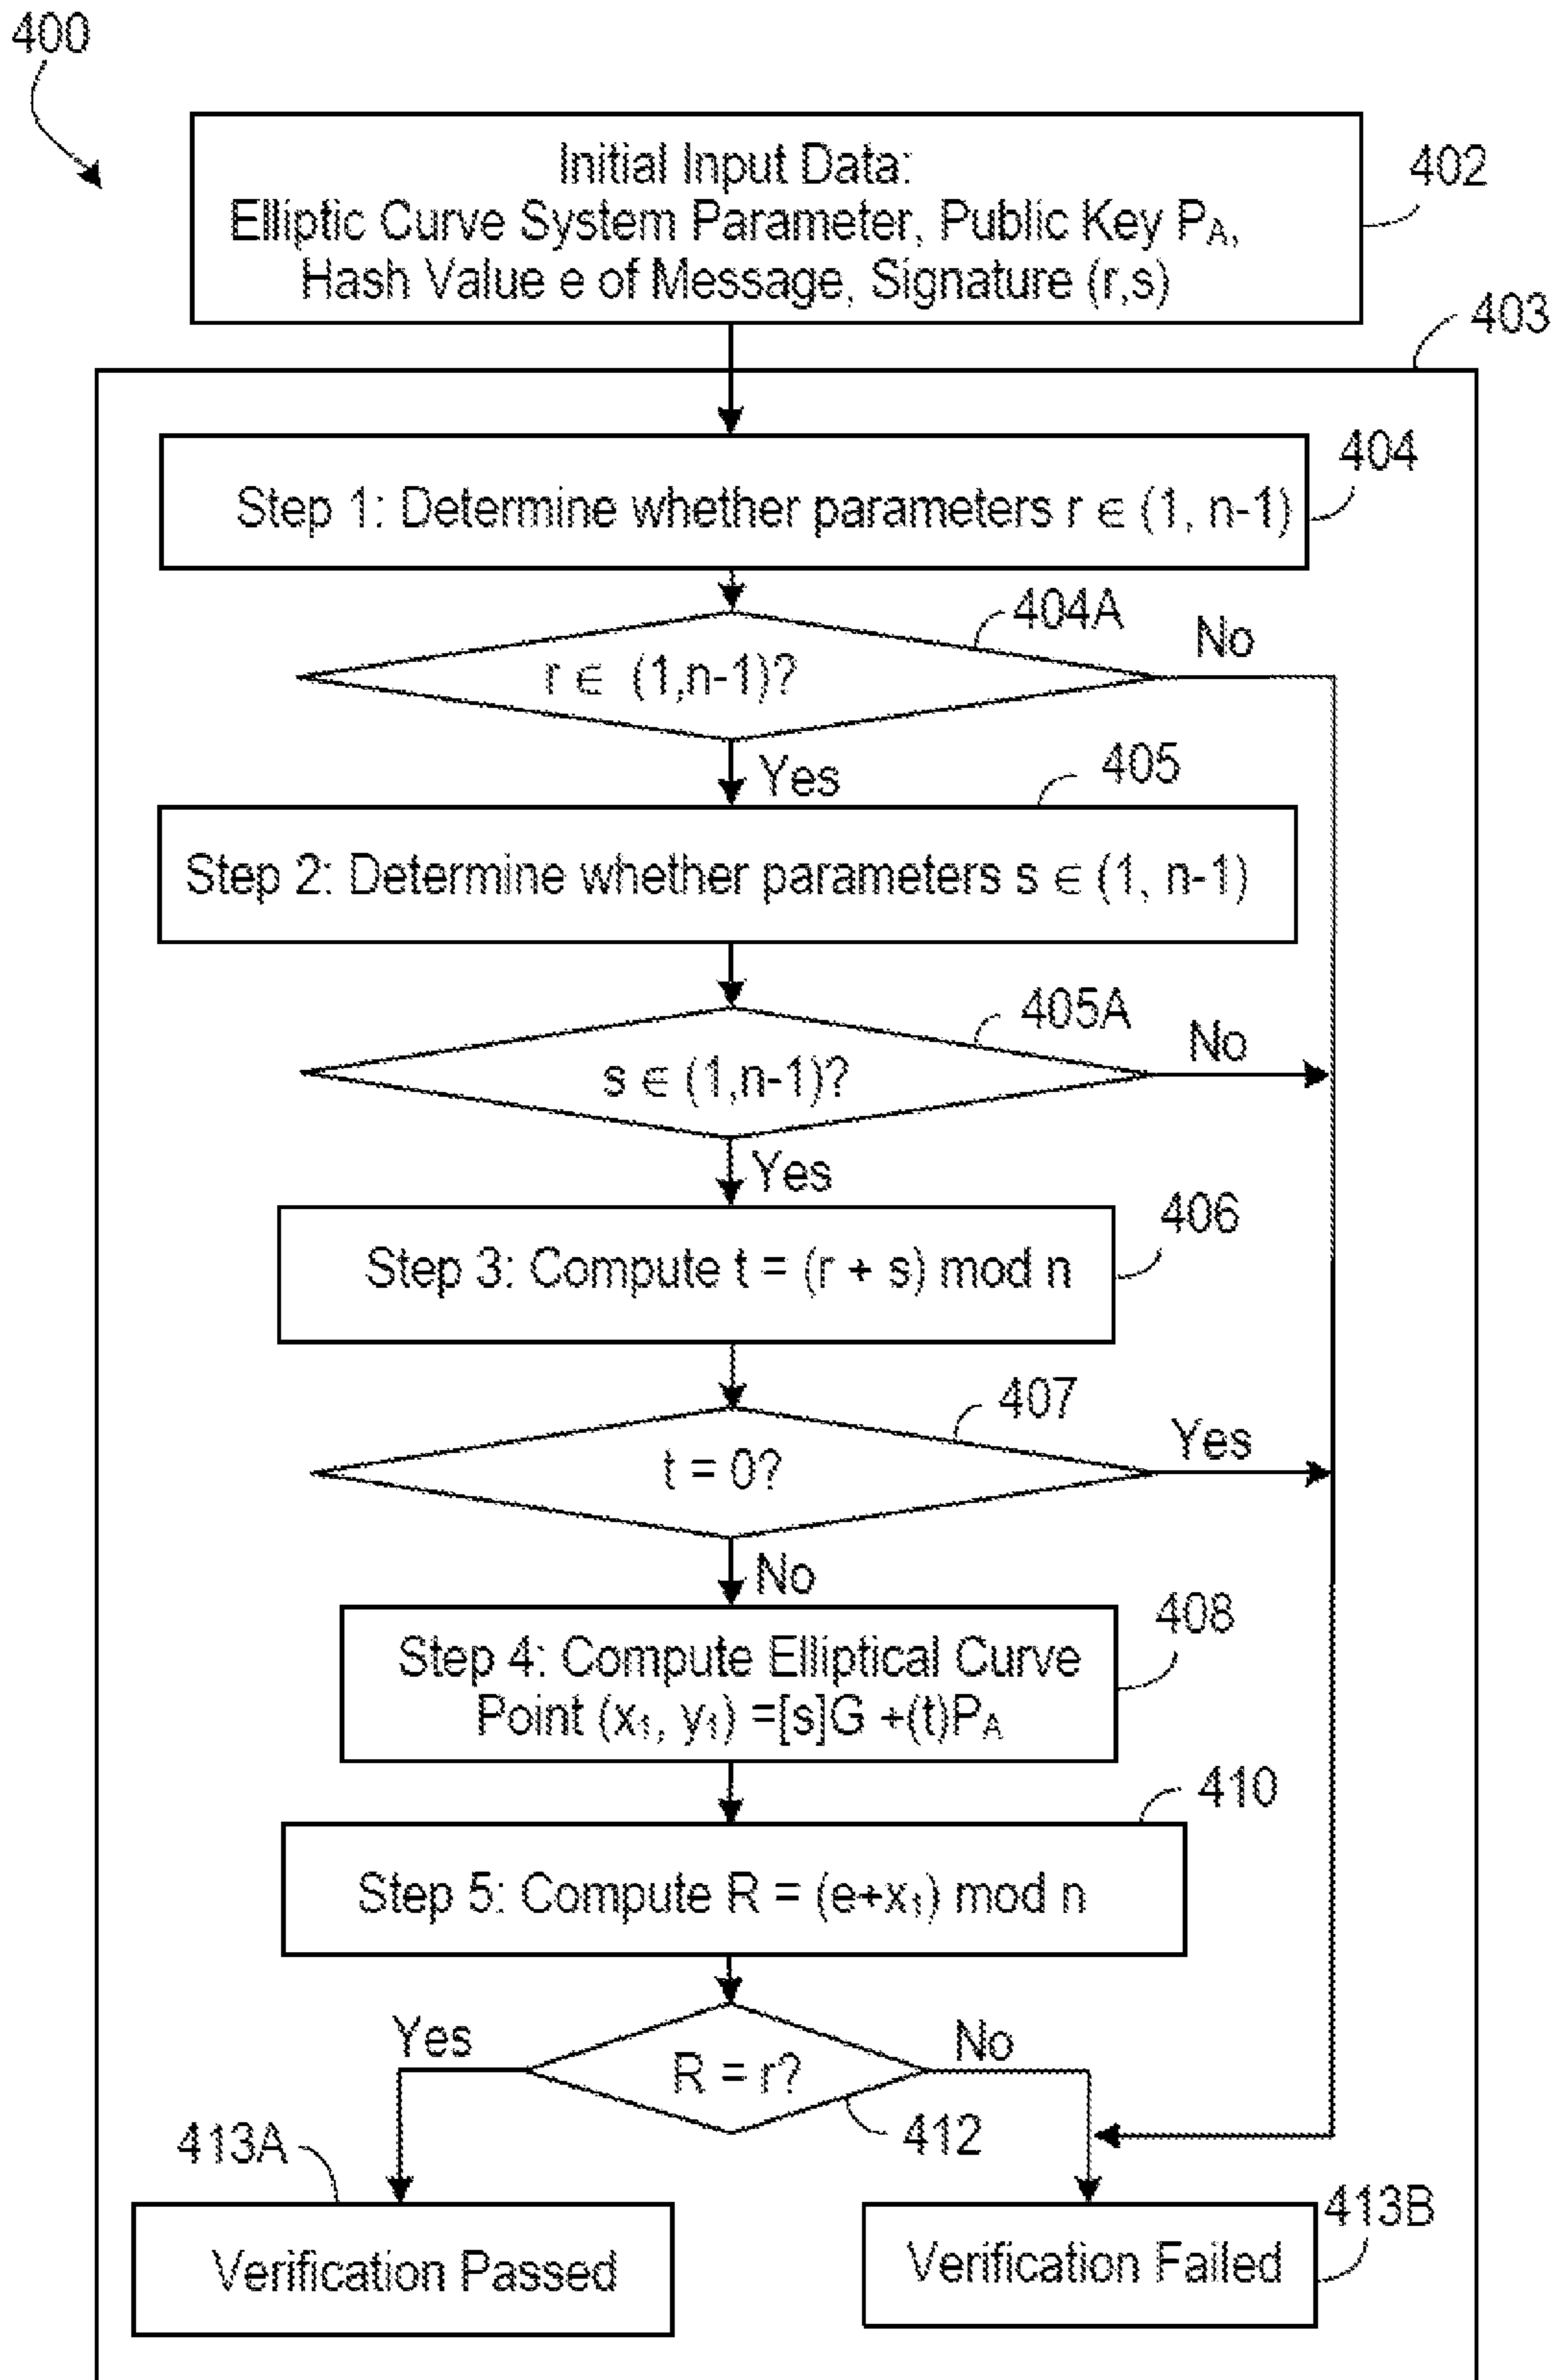 400
Initial Input Data:
Elliptic Curve System Parameter, Public Key P_A,
Hash Value e of Message, Signature (r,s)
402
403
Step 1: Determine whether parameters r ∈ (1, n-1)
404
404A
No
r ∈ (1,n-1)?
Yes
405
Step 2: Determine whether parameters s ∈ (1, n-1)
405A
No
s ∈ (1,n-1)?
Yes
406
Step 3: Compute t = (r + s) mod n
407
Yes
t = 0?
No
408
Step 4: Compute Elliptical Curve
Point (x₁, y₁) =[s]G +(t)P_A
410
Step 5: Compute R = (e+x₁) mod n
Yes
No
R = r?
412
413A
413B
Verification Passed
Verification Failed